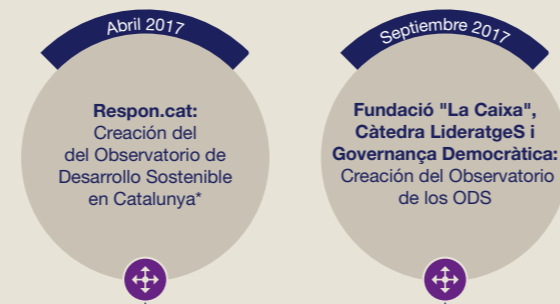 Abril 2017
Respon.cat:
Creación del
del Observatorio de
Desarrollo Sostenible
en Catalunya*
Septiembre 2017
Fundació "La Caixa",
Càtedra LideratgeS i
Governança Democràtica:
Creación del Observatorio
de los ODS